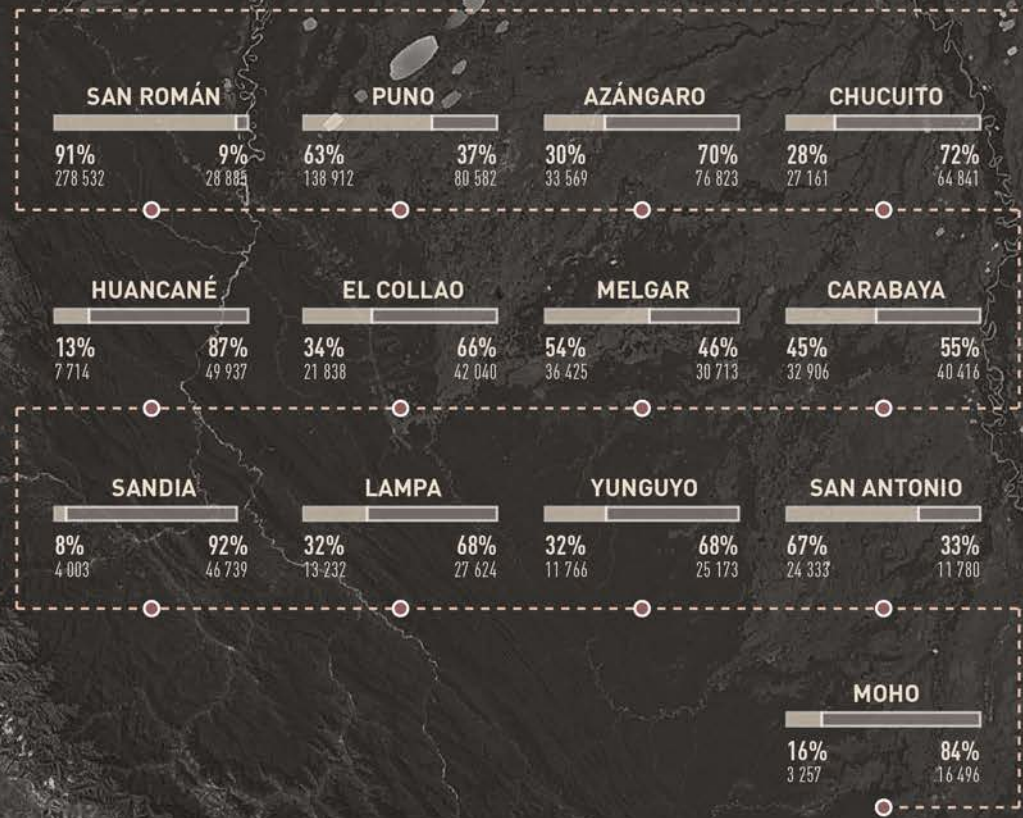 SAN ROMÁN
91% 9%
278 532 28 885
PUNO
63% 37%
138 912 80 582
AZÁNGARO
30% 70%
33 569 76 823
CHUCUITO
28% 72%
27 161 64 841
HUANCANÉ
13% 87%
7 714 49 937
EL COLLAO
34% 66%
21 838 42 040
MELGAR
54% 46%
36 425 30 713
CARABAYA
45% 55%
32 906 40 416
SANDIA
8% 92%
4 003 46 739
LAMPA
32% 68%
13 232 27 624
YUNGUYO
32% 68%
11 766 25 173
SAN ANTONIO
67% 33%
24 333 11 780
MOHO
16% 84%
3 257 16 496